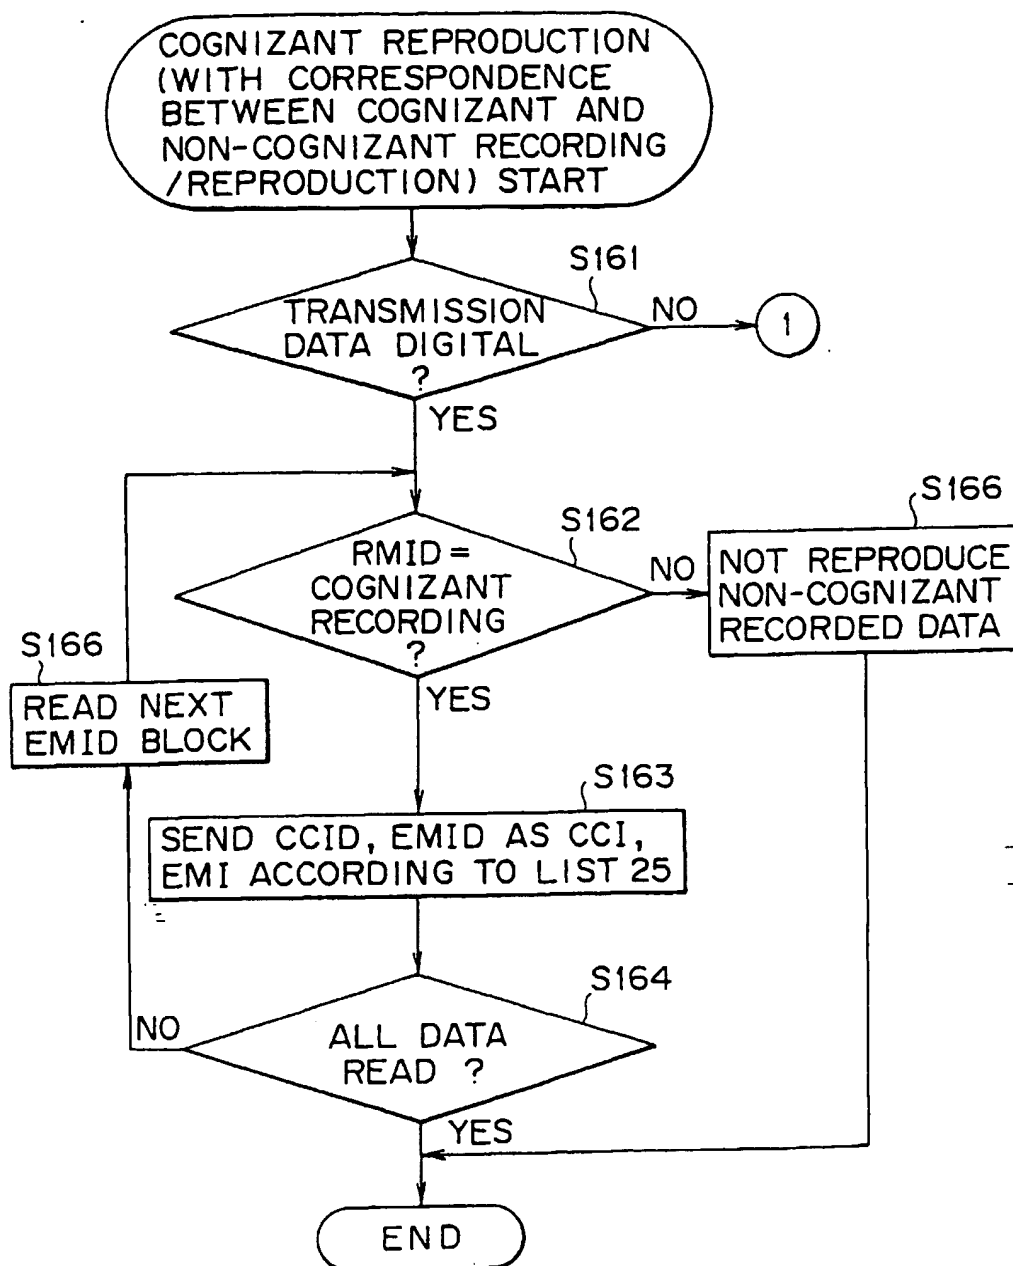 COGNIZANT REPRODUCTION
(WITH CORRESPONDENCE
BETWEEN COGNIZANT AND
NON-COGNIZANT RECORDING
/REPRODUCTION) START
S161
TRANSMISSION
DATA DIGITAL
?
NO
1
YES
S162
RMID =
COGNIZANT
RECORDING
?
NO
S166
NOT REPRODUCE
NON-COGNIZANT
RECORDED DATA
YES
S166
READ NEXT
EMID BLOCK
S163
SEND CCID, EMID AS CCI,
EMI ACCORDING TO LIST 25
S164
ALL DATA
READ ?
NO
YES
END